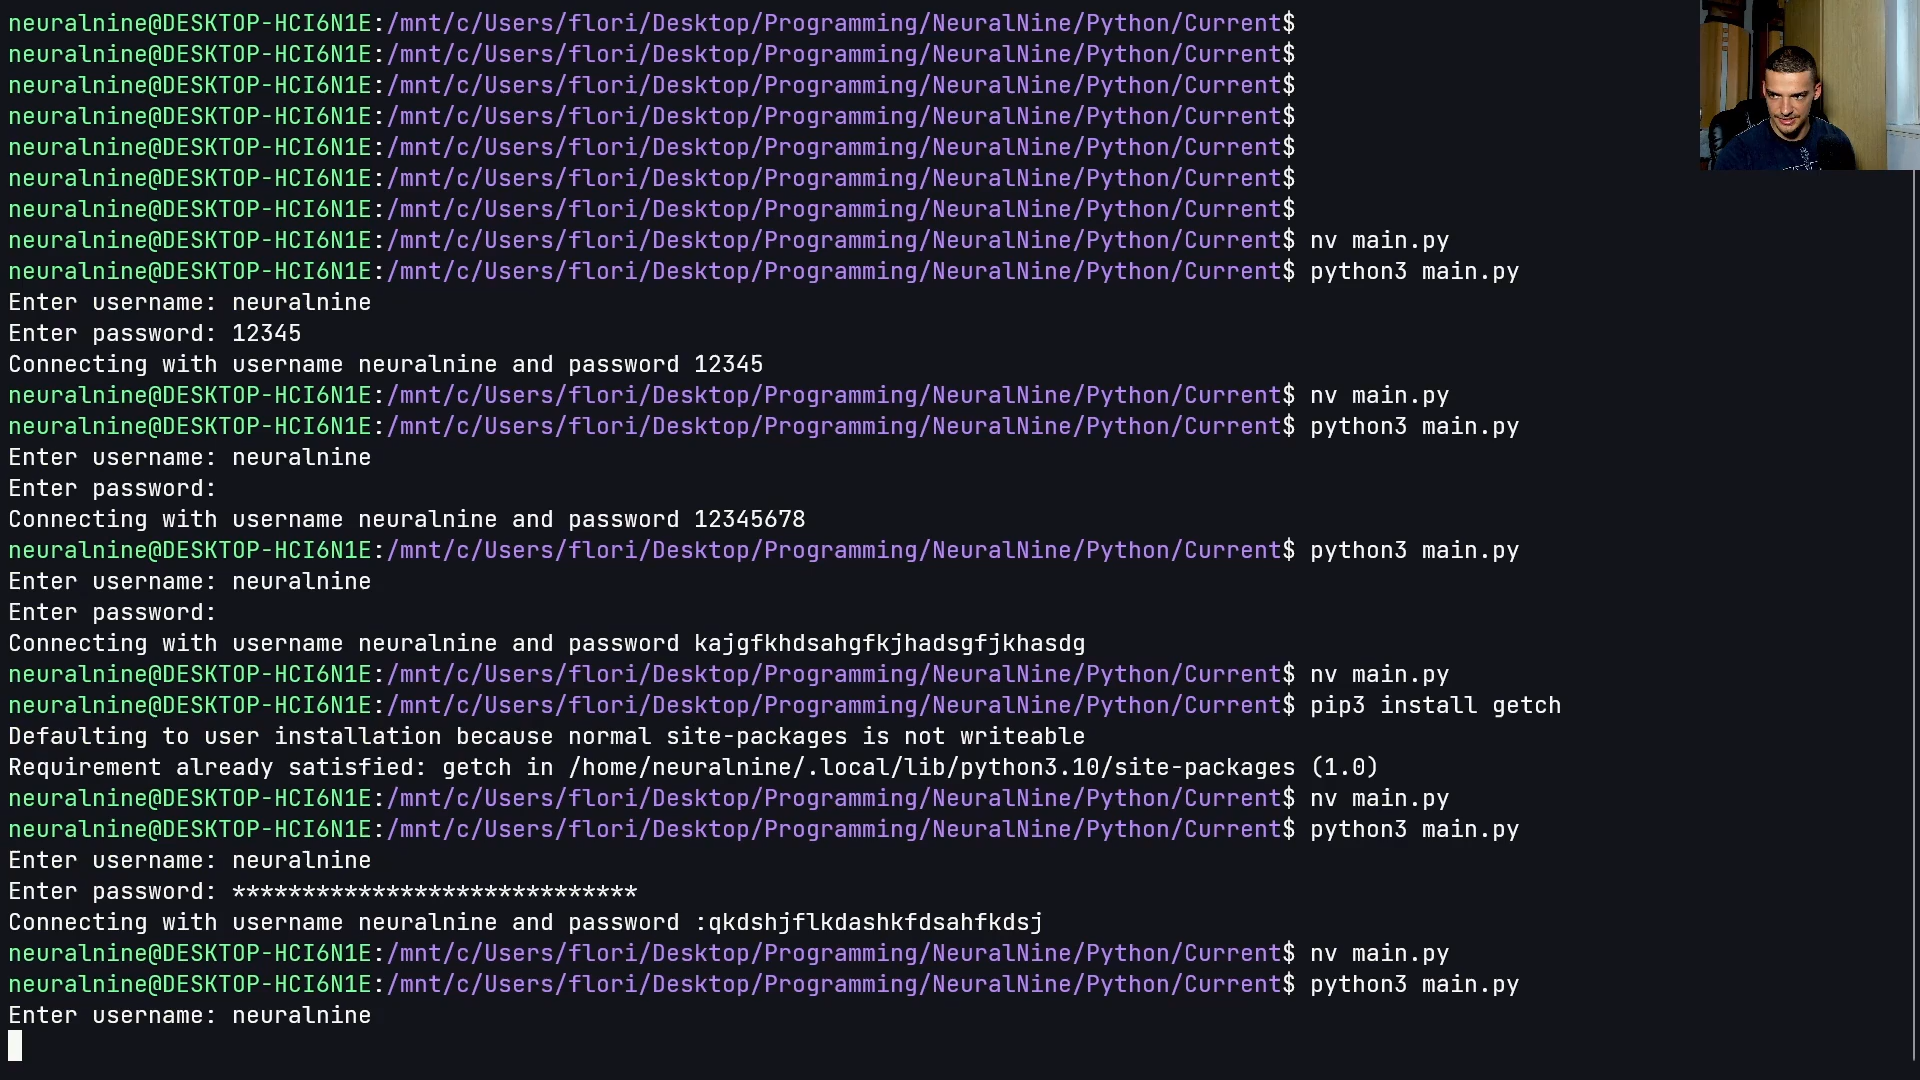 neuralnine@DESKTOP-HCI6N1E:/mnt/c/Users/flori/Desktop/Programming/NeuralNine/Python/Current$
neuralnine@DESKTOP-HCI6N1E:/mnt/c/Users/flori/Desktop/Programming/NeuralNine/Python/Current$
neuralnine@DESKTOP-HCI6N1E:/mnt/c/Users/flori/Desktop/Programming/NeuralNine/Python/Current$
neuralnine@DESKTOP-HCI6N1E:/mnt/c/Users/flori/Desktop/Programming/NeuralNine/Python/Current$
neuralnine@DESKTOP-HCI6N1E:/mnt/c/Users/flori/Desktop/Programming/NeuralNine/Python/Current$
neuralnine@DESKTOP-HCI6N1E:/mnt/c/Users/flori/Desktop/Programming/NeuralNine/Python/Current$
neuralnine@DESKTOP-HCI6N1E:/mnt/c/Users/flori/Desktop/Programming/NeuralNine/Python/Current$
neuralnine@DESKTOP-HCI6N1E:/mnt/c/Users/flori/Desktop/Programming/NeuralNine/Python/Current$ nv main.py
neuralnine@DESKTOP-HCI6N1E:/mnt/c/Users/flori/Desktop/Programming/NeuralNine/Python/Current$ python3 main.py
Enter username: neuralnine
Enter password: 12345
Connecting with username neuralnine and password 12345
neuralnine@DESKTOP-HCI6N1E:/mnt/c/Users/flori/Desktop/Programming/NeuralNine/Python/Current$ nv main.py
neuralnine@DESKTOP-HCI6N1E:/mnt/c/Users/flori/Desktop/Programming/NeuralNine/Python/Current$ python3 main.py
Enter username: neuralnine
Enter password:
Connecting with username neuralnine and password 12345678
neuralnine@DESKTOP-HCI6N1E:/mnt/c/Users/flori/Desktop/Programming/NeuralNine/Python/Current$ python3 main.py
Enter username: neuralnine
Enter password:
Connecting with username neuralnine and password kajgfkhdsahgfkjhadsgfjkhasdg
neuralnine@DESKTOP-HCI6N1E:/mnt/c/Users/flori/Desktop/Programming/NeuralNine/Python/Current$ nv main.py
neuralnine@DESKTOP-HCI6N1E:/mnt/c/Users/flori/Desktop/Programming/NeuralNine/Python/Current$ pip3 install getch
Defaulting to user installation because normal site-packages is not writeable
Requirement already satisfied: getch in /home/neuralnine/.local/lib/python3.10/site-packages (1.0)
neuralnine@DESKTOP-HCI6N1E:/mnt/c/Users/flori/Desktop/Programming/NeuralNine/Python/Current$ nv main.py
neuralnine@DESKTOP-HCI6N1E:/mnt/c/Users/flori/Desktop/Programming/NeuralNine/Python/Current$ python3 main.py
Enter username: neuralnine
Enter password: *****************************
Connecting with username neuralnine and password :qkdshjflkdashkfdsahfkdsj
neuralnine@DESKTOP-HCI6N1E:/mnt/c/Users/flori/Desktop/Programming/NeuralNine/Python/Current$ nv main.py
neuralnine@DESKTOP-HCI6N1E:/mnt/c/Users/flori/Desktop/Programming/NeuralNine/Python/Current$ python3 main.py
Enter username: neuralnine